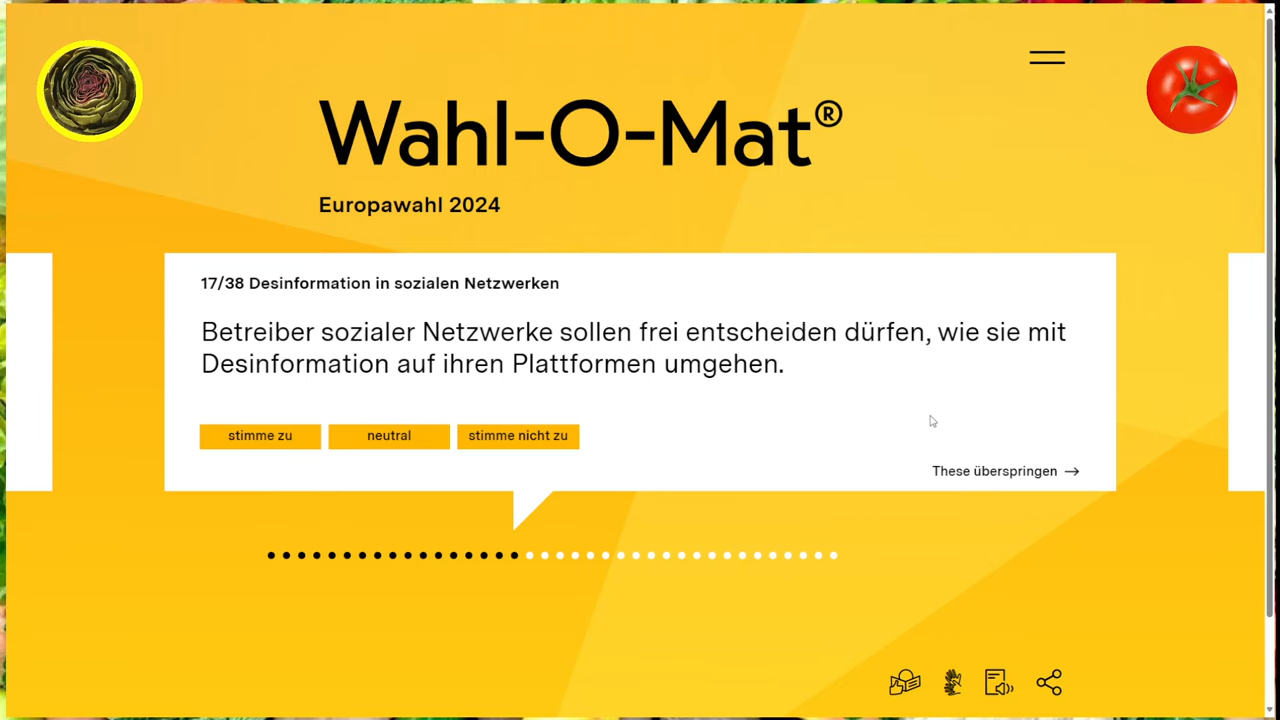 Wahl-O-Mat®
Europawahl 2024
17/38 Desinformation in sozialen Netzwerken
Betreiber sozialer Netzwerke sollen frei entscheiden dürfen, wie sie mit
Desinformation auf ihren Plattformen umgehen.
stimme zu neutral stimme nicht zu
These überspringen →